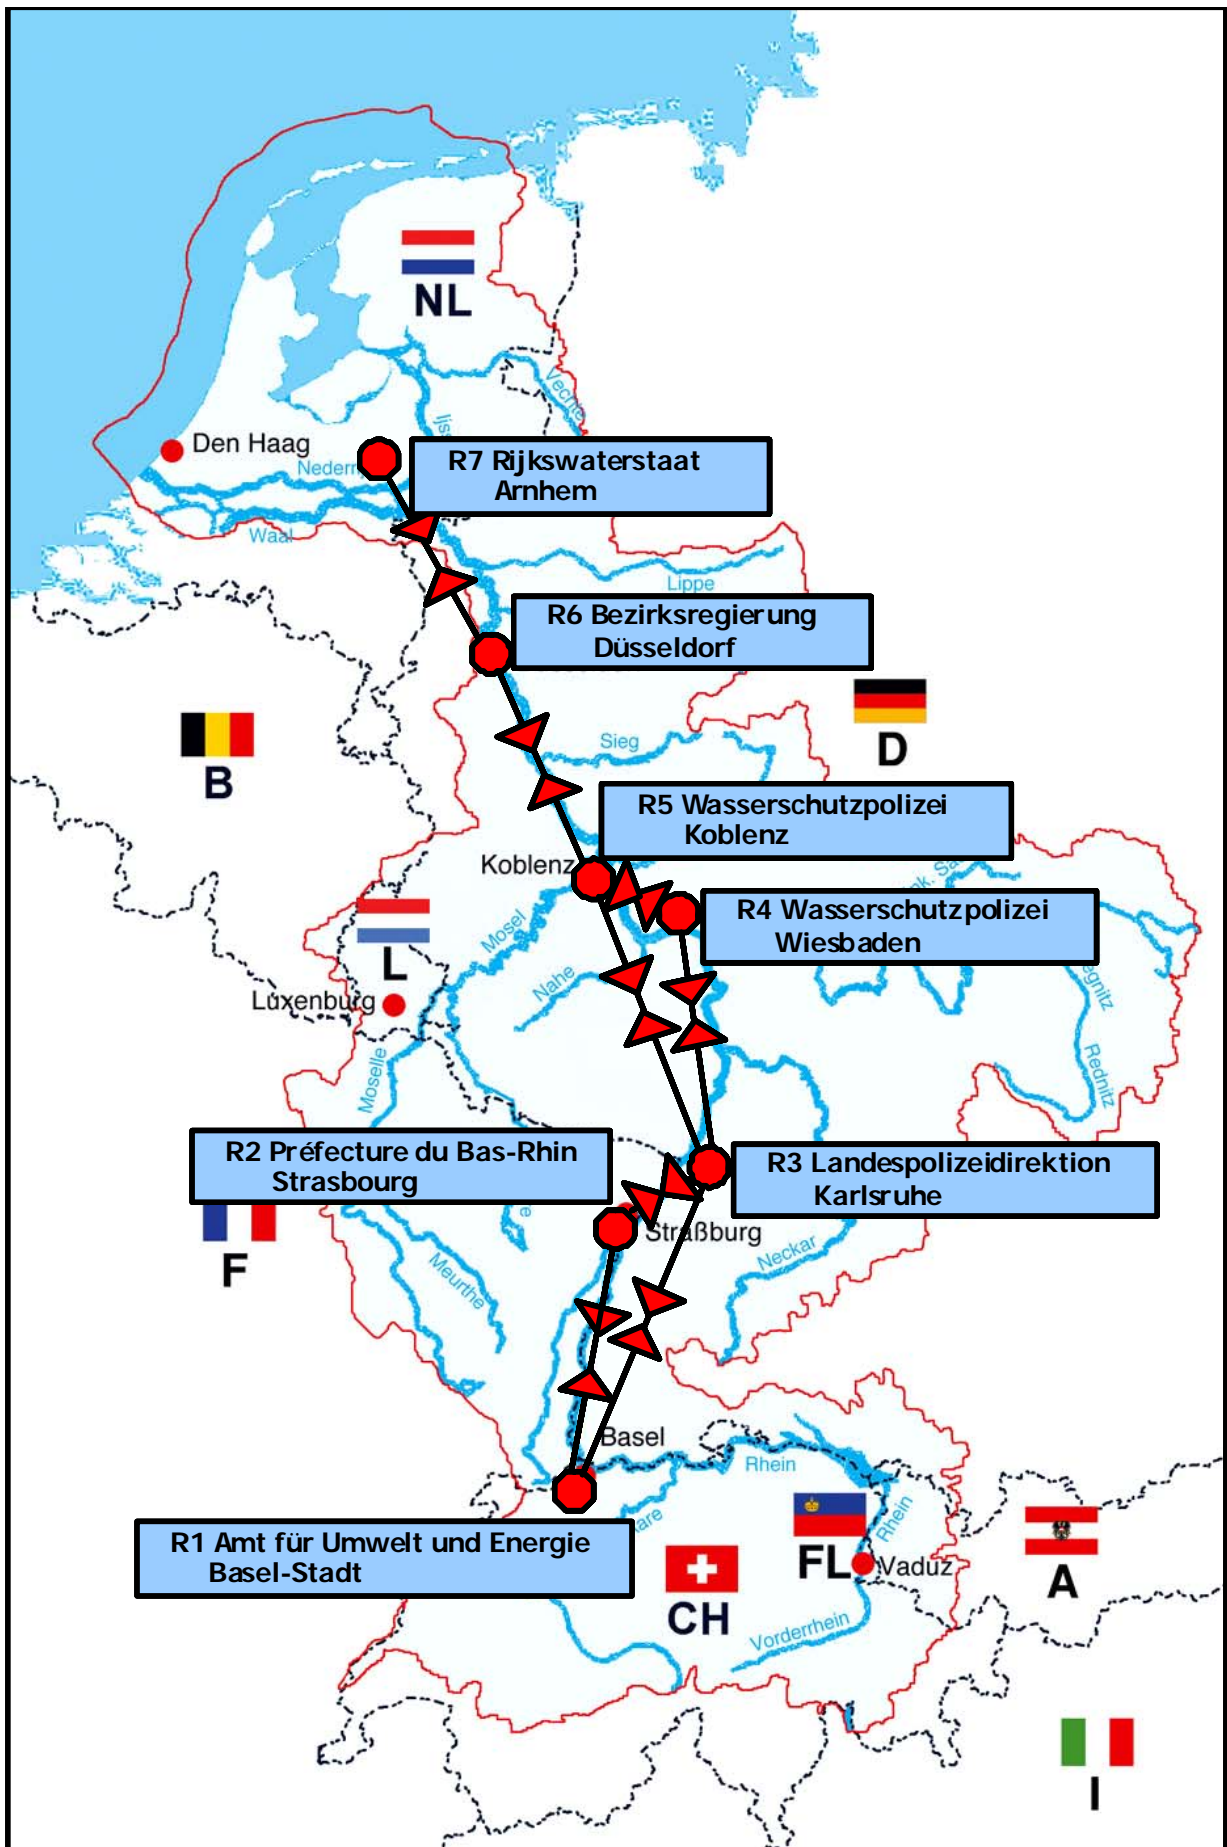 NL
Vechte
Den Haag
R7 Rijkswaterstaat
Arnhem
Waal
Lippe
R6 Bezirksregierung
Düsseldorf
D
B
Sieg
R5 Wasserschutzpolizei
Koblenz
Koblenz
R4 Wasserschutzpolizei
Wiesbaden
Mosel
L
Nahe
Luxenburg
Moselle
Rednitz
R2 Préfecture du Bas-Rhin
Strasbourg
R3 Landespolizeidirektion
Karlsruhe
Straßburg
F
Meurthe
Neckar
Basel
Rhein
Rhein
R1 Amt für Umwelt und Energie
Basel-Stadt
FL
Vaduz
A
CH
Vorderrhein
I